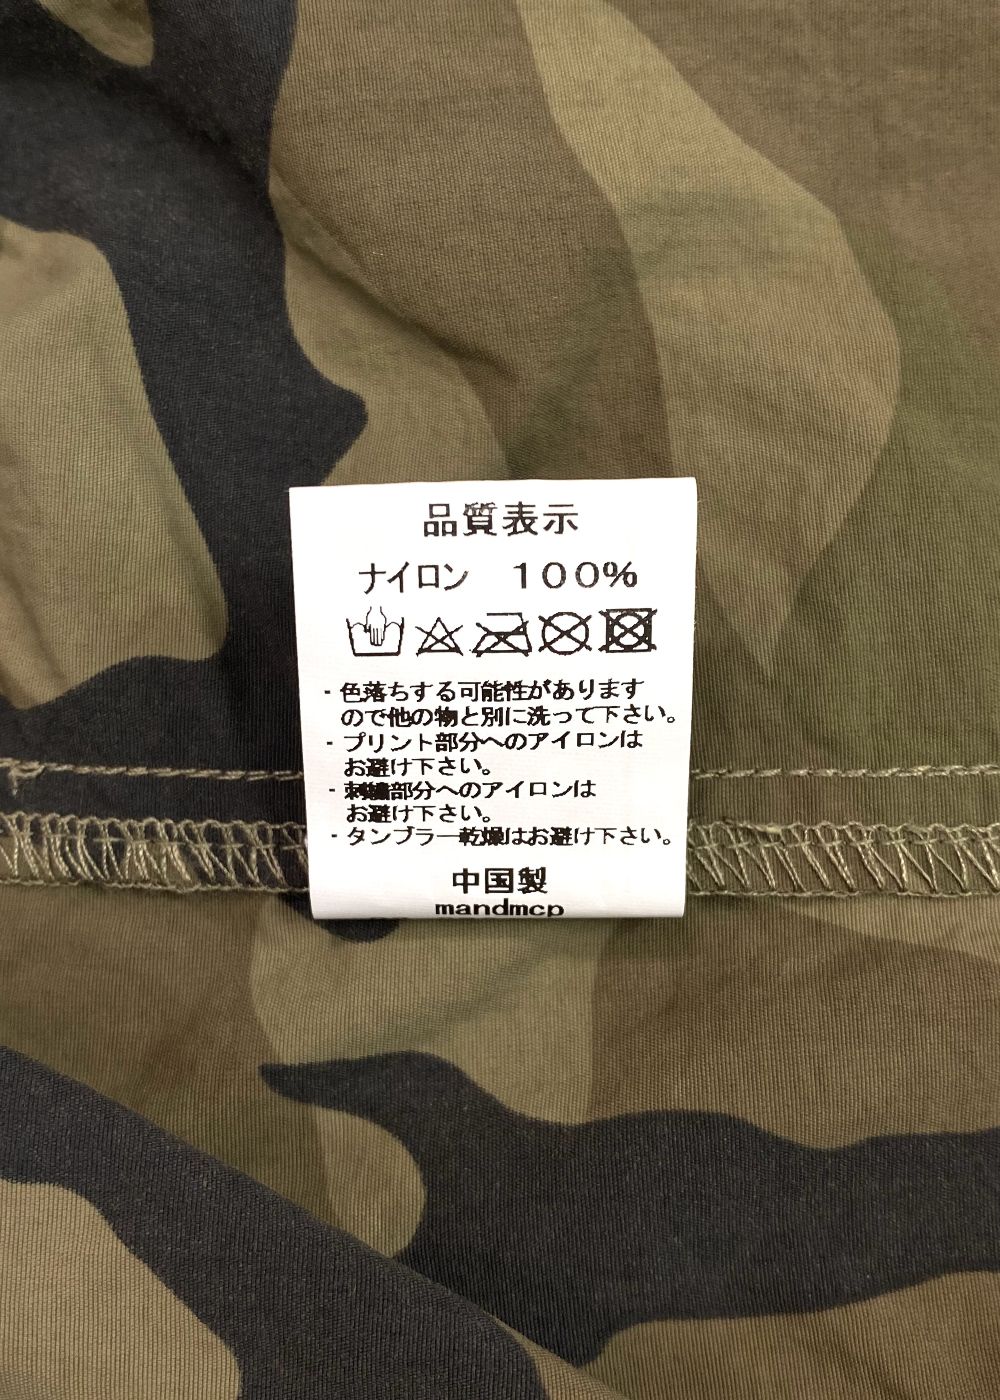 品質表示
ナイロン　１００％
・色落ちする可能性があります
ので他の物と別に洗って下さい。
・プリント部分へのアイロンは
お避け下さい。
・刺繍部分へのアイロンは
お避け下さい。
・タンブラー乾燥はお避け下さい。
中国製
mandmcp